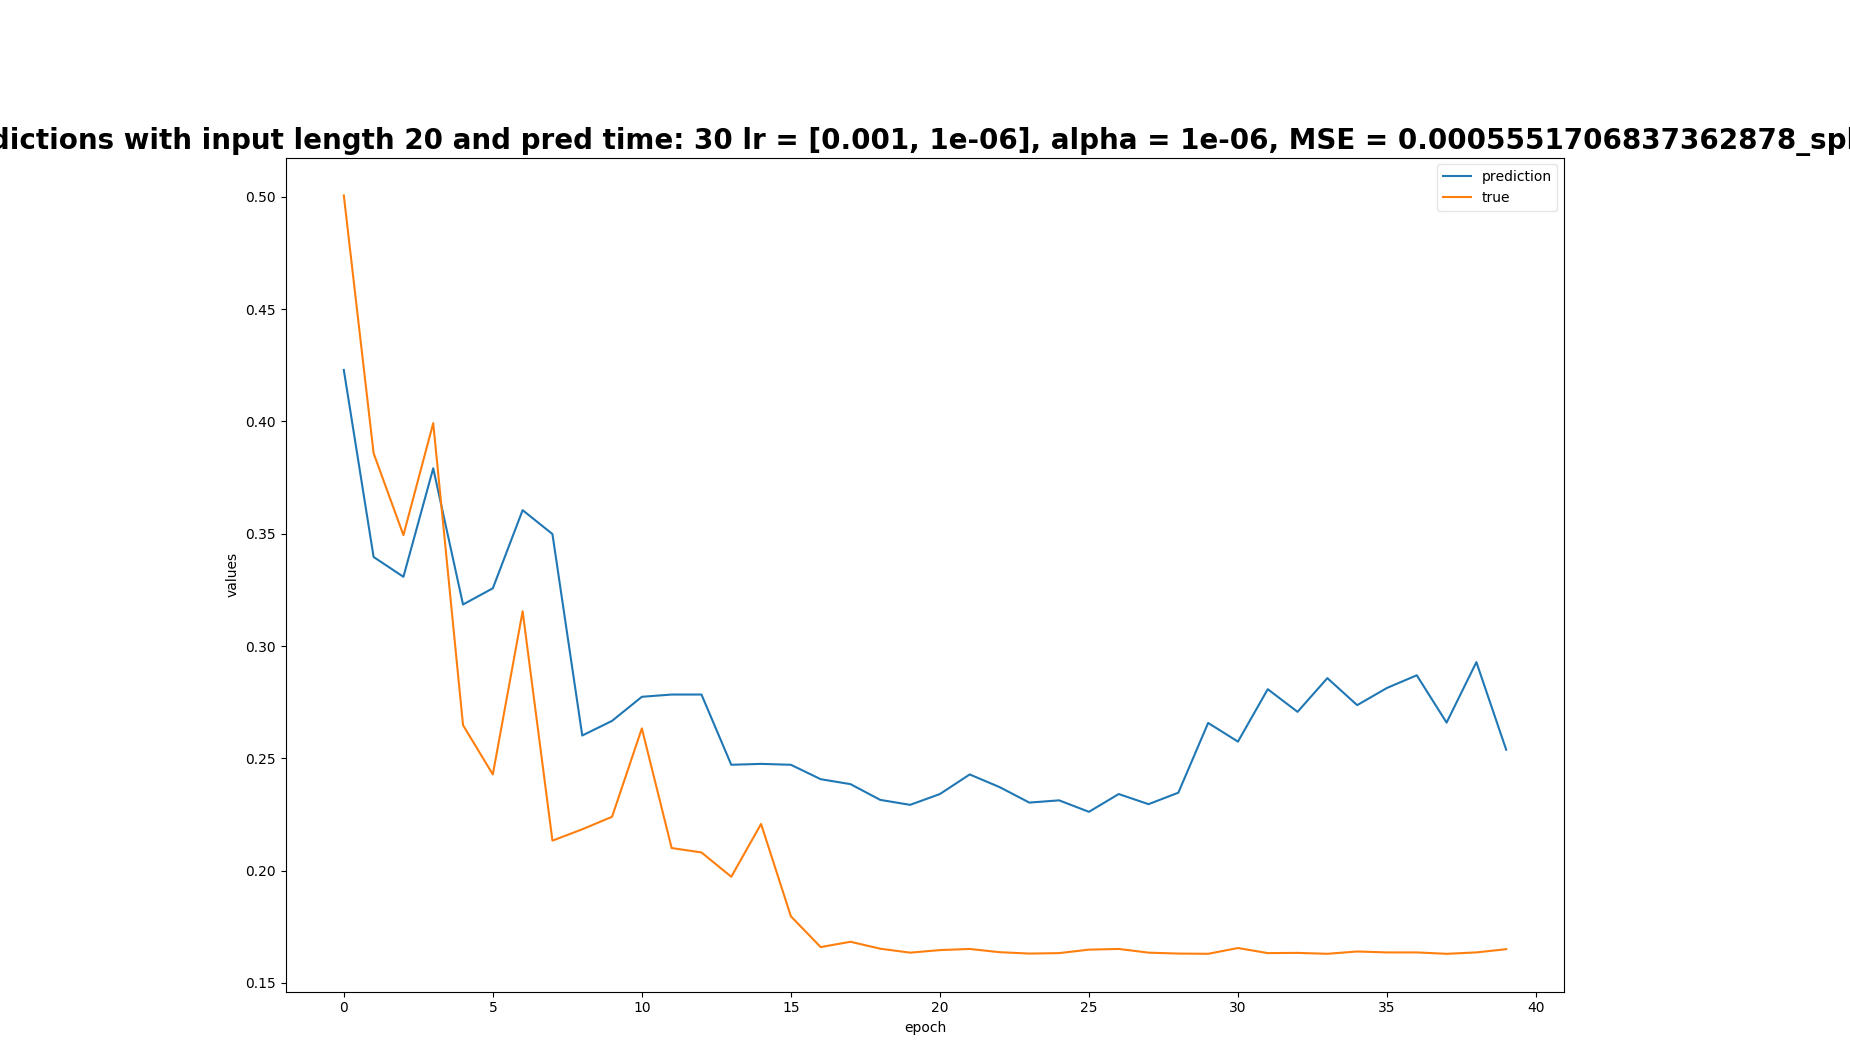 dictions with input length 20 and pred time: 30 lr = [0.001, 1e-06], alpha = 1e-06, MSE = 0.0005551706837362878_spl
prediction
true
0.50
0.45
0.40
0.35
0.30
0.25
0.20
0.15
values
0 5 10 15 20 25 30 35 40
epoch